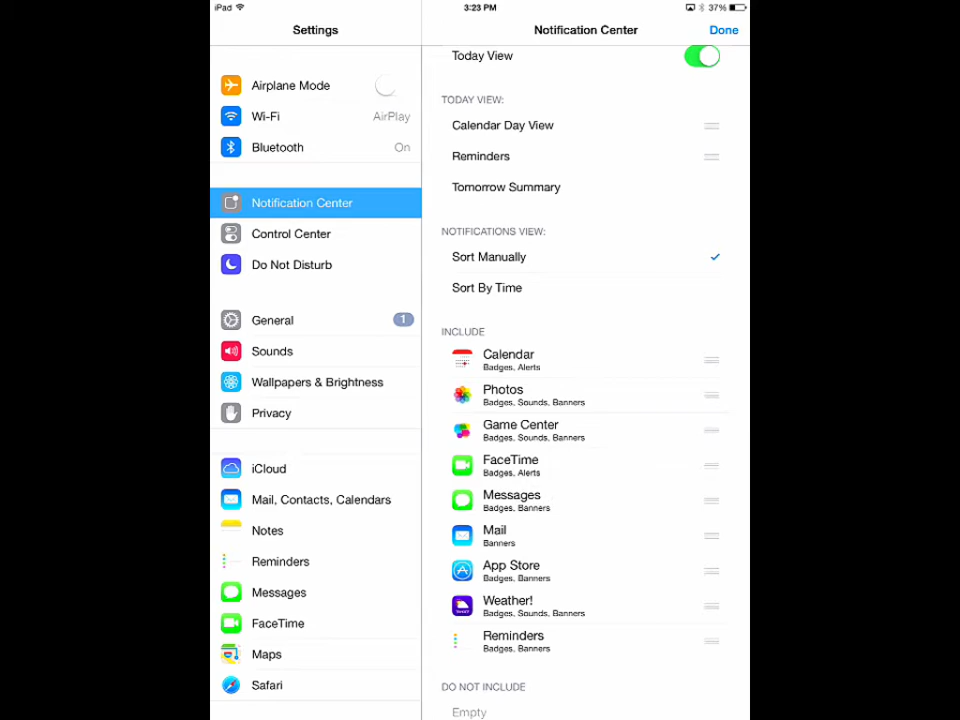 iPad
3:23 PM
37%
Settings
Airplane Mode
Wi-Fi
AirPlay
Bluetooth
On
Notification Center
Control Center
Do Not Disturb
General
1
Sounds
Wallpapers & Brightness
Privacy
iCloud
Mail, Contacts, Calendars
Notes
Reminders
Messages
FaceTime
Maps
Safari
Notification Center
Done
Today View
TODAY VIEW:
Calendar Day View
Reminders
Tomorrow Summary
NOTIFICATIONS VIEW:
Sort Manually
Sort By Time
INCLUDE
Calendar
Badges, Alerts
Photos
Badges, Sounds, Banners
Game Center
Badges, Sounds, Banners
FaceTime
Badges, Alerts
Messages
Badges, Banners
Mail
Banners
App Store
Badges, Banners
Weather!
Badges, Sounds, Banners
Reminders
Badges, Banners
DO NOT INCLUDE
Empty